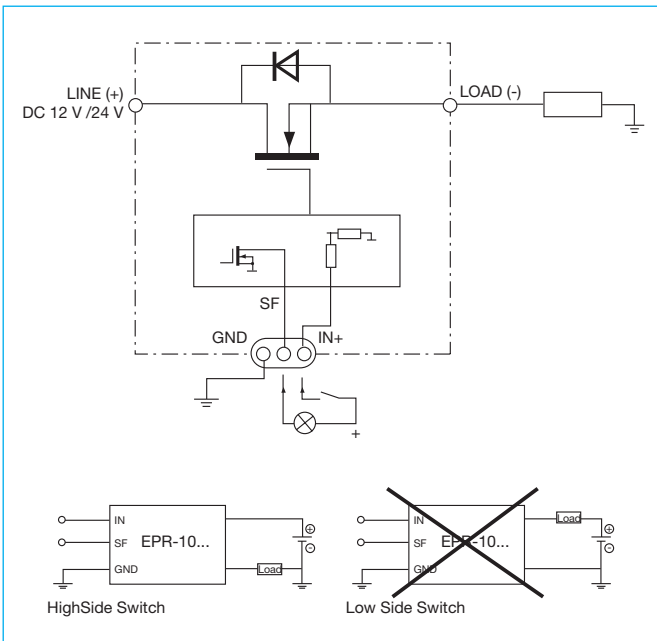 LINE (+)
DC 12 V /24 V
LOAD (-)
SF
GND
IN+
+
IN
SF
GND
EPR-10...
Load
+
-
HighSide Switch
IN
SF
GND
EPR-10...
Load
+
-
Low Side Switch